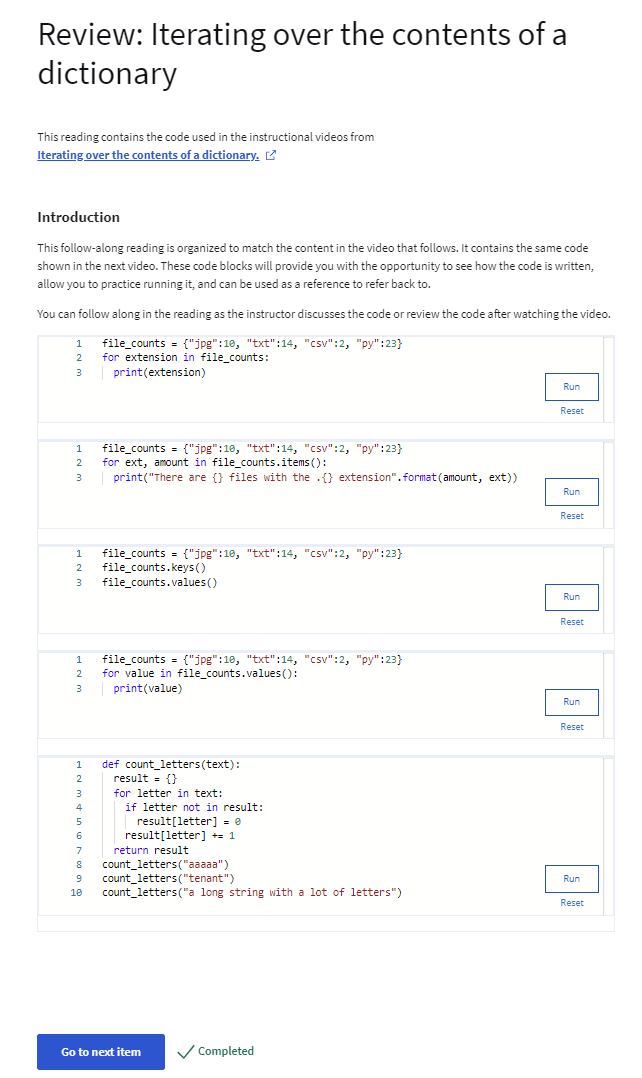 Review: Iterating over the contents of a
dictionary
This reading contains the code used in the instructional videos from
Iterating over the contents of a dictionary.
Introduction
This follow-along reading is organized to match the content in the video that follows. It contains the same code
shown in the next video. These code blocks will provide you with the opportunity to see how the code is written,
allow you to practice running it, and can be used as a reference to refer back to.
You can follow along in the reading as the instructor discusses the code or review the code after watching the video.
1 file_counts = {"jpg":10, "txt":14, "csv":2, "py":23}
2 for extension in file_counts:
3   print(extension)
Run
Reset
1 file_counts = {"jpg":10, "txt":14, "csv":2, "py":23}
2 for ext, amount in file_counts.items():
3   print("There are {} files with the .{} extension".format(amount, ext))
Run
Reset
1 file_counts = {"jpg":10, "txt":14, "csv":2, "py":23}
2 file_counts.keys()
3 file_counts.values()
Run
Reset
1 file_counts = {"jpg":10, "txt":14, "csv":2, "py":23}
2 for value in file_counts.values():
3   print(value)
Run
Reset
1 def count_letters(text):
2   result = {}
3   for letter in text:
4     if letter not in result:
5       result[letter] = 0
6     result[letter] += 1
7   return result
8 count_letters("aaaaa")
9 count_letters("tenant")
10 count_letters("a long string with a lot of letters")
Run
Reset
Go to next item
Completed